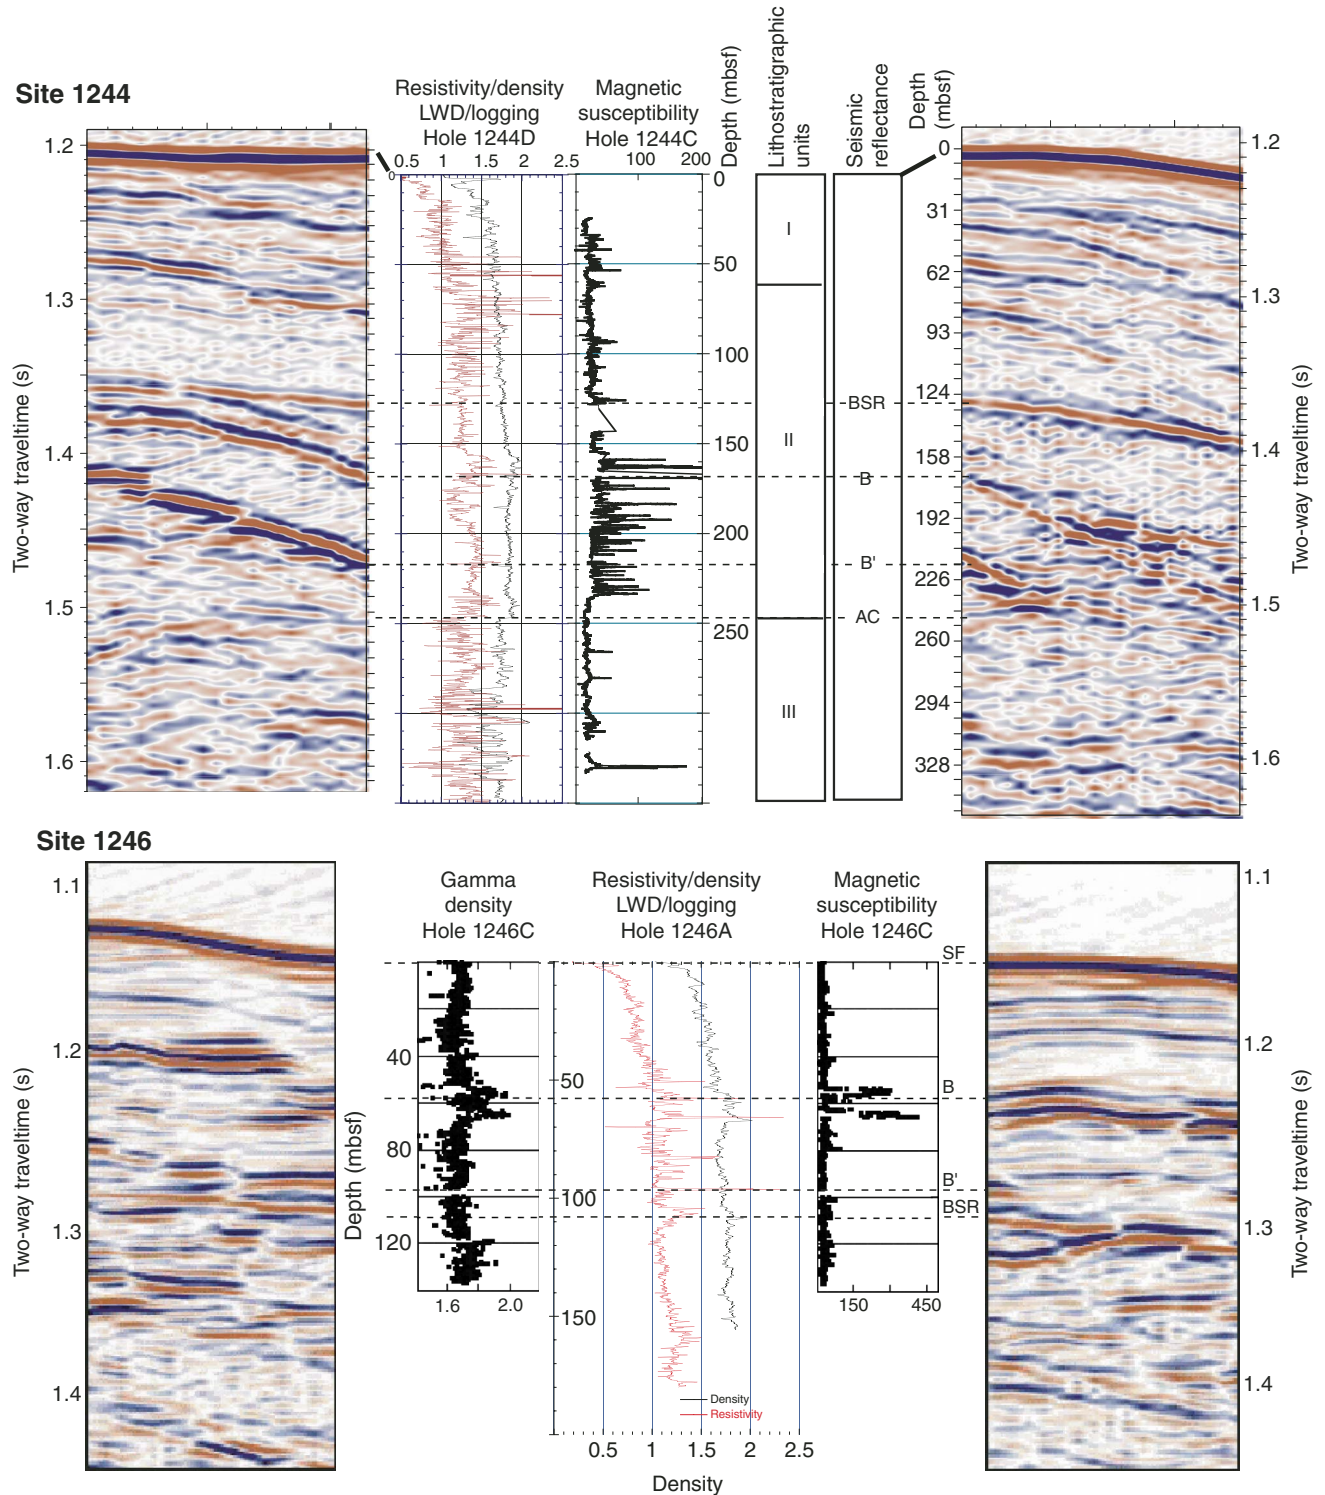 Site 1244
Resistivity/density
LWD/logging
Hole 1244D
Magnetic
susceptibility
Hole 1244C
Depth (mbsf)
Lithostratigraphic
units
Seismic
reflectance
Depth
(mbsf)
0.5 1 1.5 2 2.5
100 200
Two-way traveltime (s)
1.2
1.3
1.4
1.5
1.6
0
0
50
100
150
200
250
I
II
III
BSR
B
B'
AC
0
31
62
93
124
158
192
226
260
294
328
1.2
1.3
1.4
1.5
1.6
Two-way traveltime (s)
Site 1246
Gamma
density
Hole 1246C
Resistivity/density
LWD/logging
Hole 1246A
Magnetic
susceptibility
Hole 1246C
Two-way traveltime (s)
1.1
1.2
1.3
1.4
Depth (mbsf)
40
80
120
1.6 2.0
50
100
150
Density
Resistivity
0.5 1 1.5 2 2.5
Density
150 450
SF
B
B'
BSR
1.1
1.2
1.3
1.4
Two-way traveltime (s)